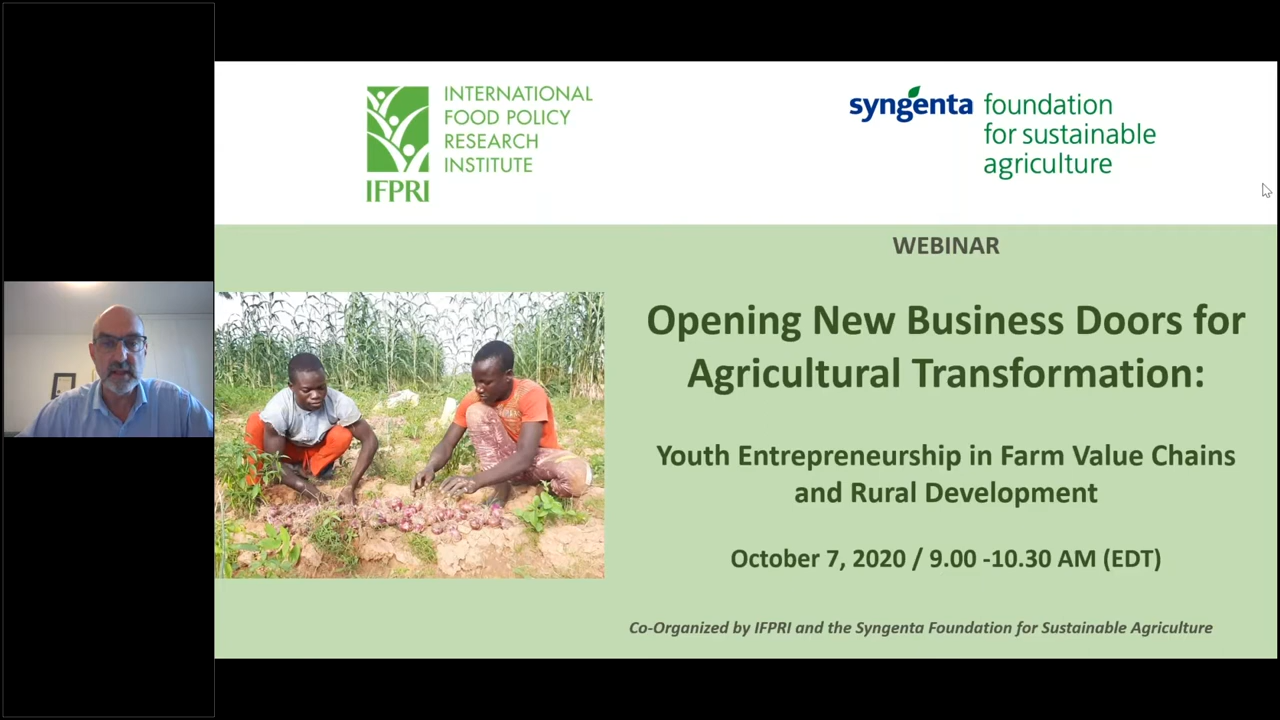 INTERNATIONAL
FOOD POLICY
RESEARCH
INSTITUTE
IFPRI
syngenta foundation
for sustainable
agriculture
WEBINAR
Opening New Business Doors for
Agricultural Transformation:
Youth Entrepreneurship in Farm Value Chains
and Rural Development
October 7, 2020 / 9.00 -10.30 AM (EDT)
Co-Organized by IFPRI and the Syngenta Foundation for Sustainable Agriculture